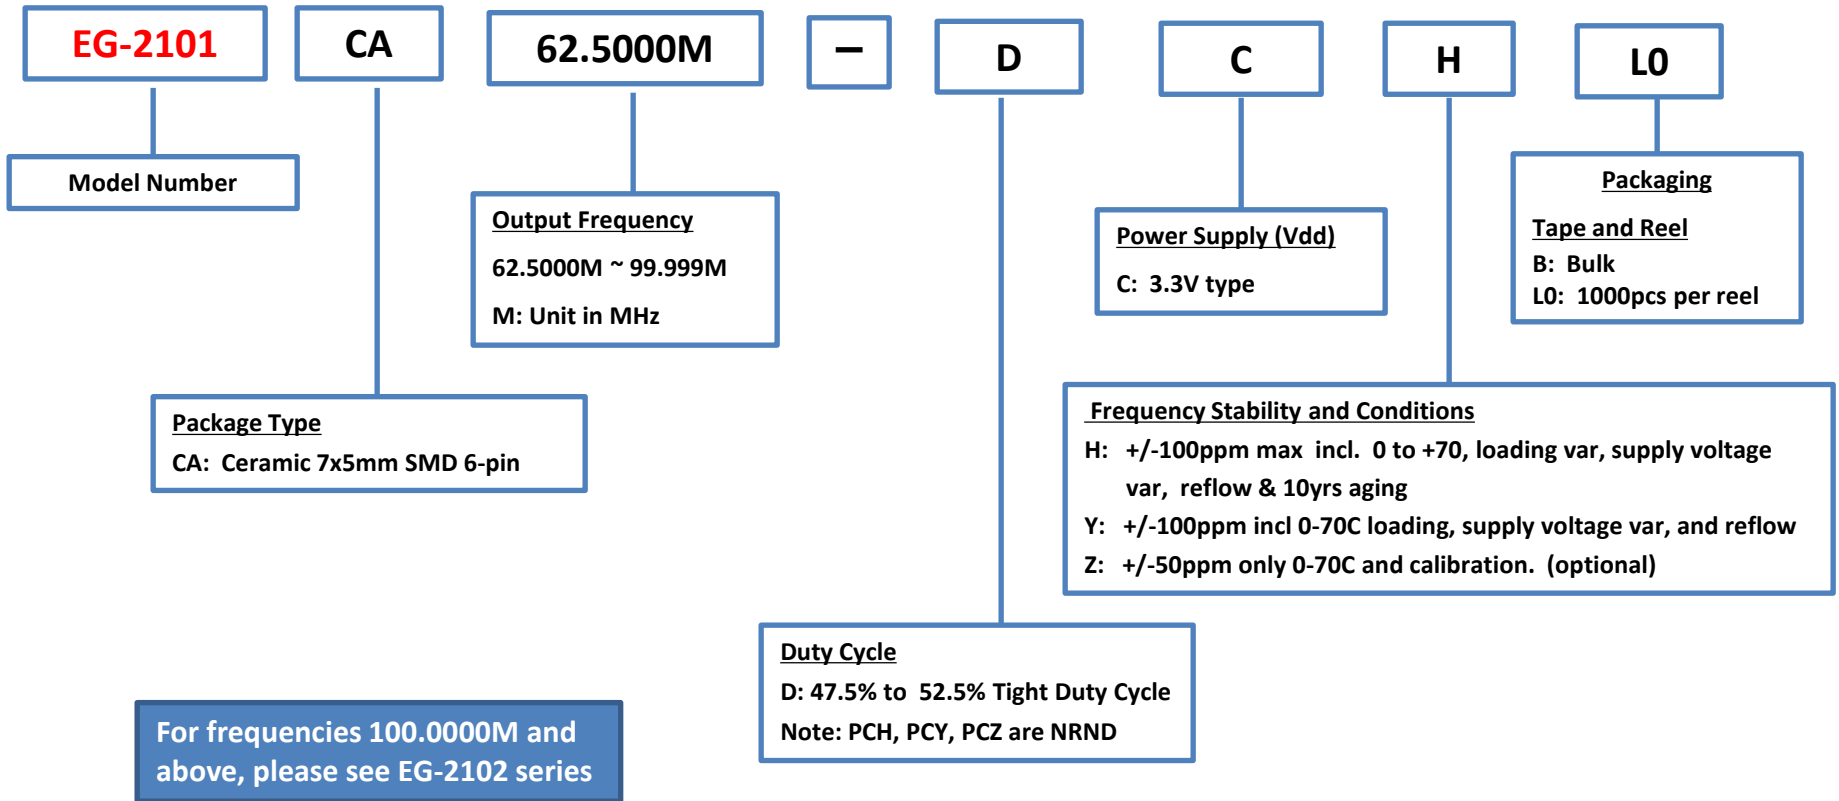 EG-2101 CA 62.5000M – D C H L0
Model Number
Output Frequency
62.5000M ~ 99.999M
M: Unit in MHz
Power Supply (Vdd)
C: 3.3V type
Packaging
Tape and Reel
B: Bulk
L0: 1000pcs per reel
Package Type
CA: Ceramic 7x5mm SMD 6-pin
Frequency Stability and Conditions
H: +/-100ppm max incl. 0 to +70, loading var, supply voltage
var, reflow & 10yrs aging
Y: +/-100ppm incl 0-70C loading, supply voltage var, and reflow
Z: +/-50ppm only 0-70C and calibration. (optional)
Duty Cycle
D: 47.5% to 52.5% Tight Duty Cycle
Note: PCH, PCY, PCZ are NRND
For frequencies 100.0000M and
above, please see EG-2102 series